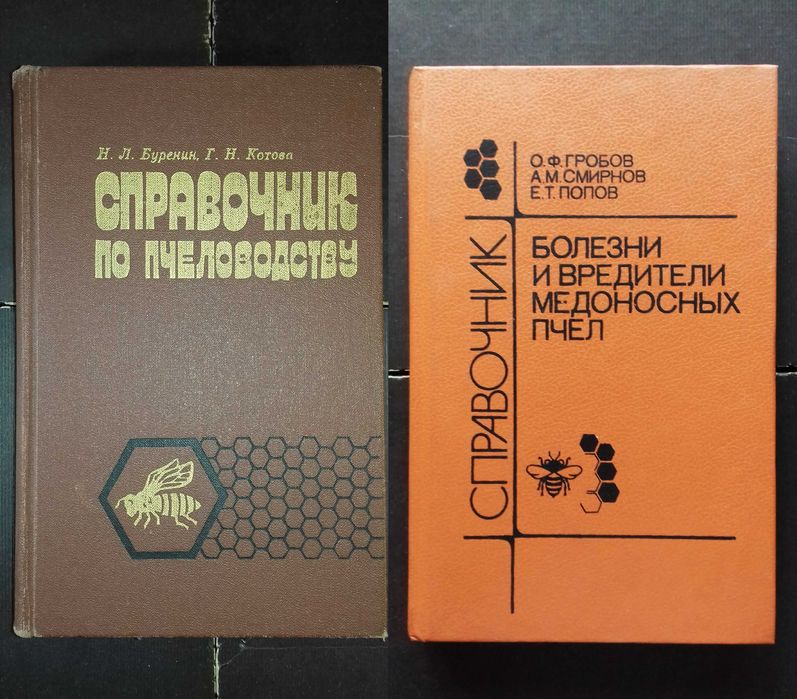 Н. Л. Буренин, Г. Н. Котова
СПРАВОЧНИК
ПО ПЧЕЛОВОДСТВУ
О.Ф. ГРОБОВ
А.М. СМИРНОВ
Е.Т. ПОПОВ
СПРАВОЧНИК
БОЛЕЗНИ
И ВРЕДИТЕЛИ
МЕДОНОСНЫХ
ПЧЕЛ